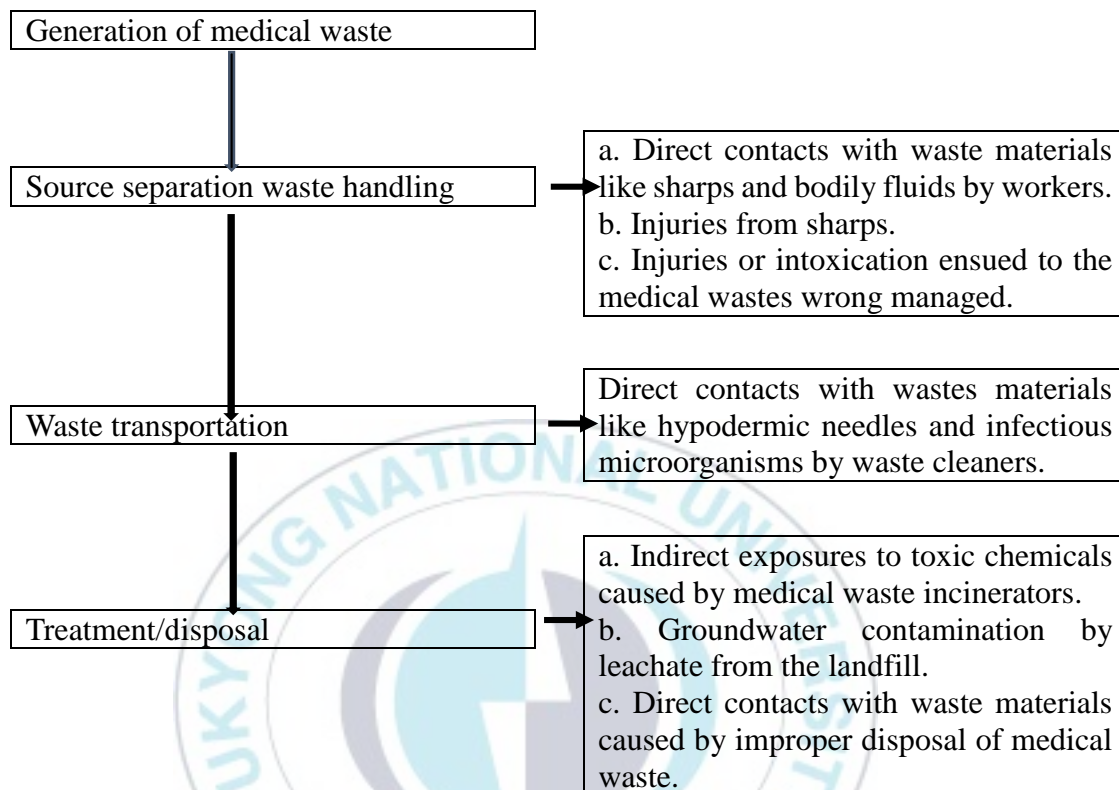 Generation of medical waste
Source separation waste handling
a. Direct contacts with waste materials
like sharps and bodily fluids by workers.
b. Injuries from sharps.
c. Injuries or intoxication ensued to the
medical wastes wrong managed.
Waste transportation
Direct contacts with wastes materials
like hypodermic needles and infectious
microorganisms by waste cleaners.
Treatment/disposal
a. Indirect exposures to toxic chemicals
caused by medical waste incinerators.
b. Groundwater contamination by
leachate from the landfill.
c. Direct contacts with waste materials
caused by improper disposal of medical
waste.
UKYONG NATIONAL UNIVERSIT